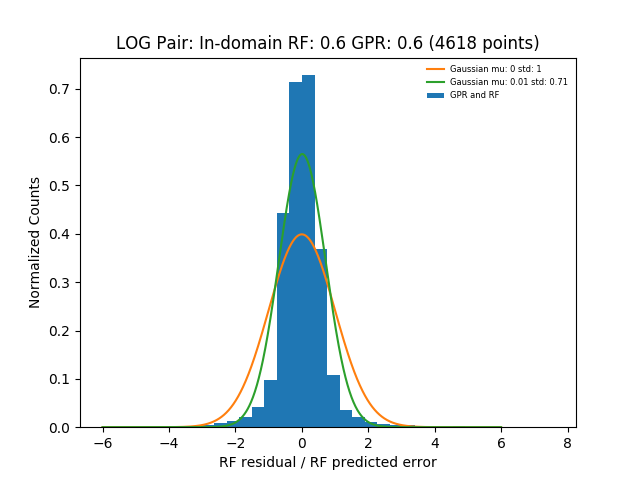 LOG Pair: In-domain RF: 0.6 GPR: 0.6 (4618 points)
Gaussian mu: 0 std: 1
Gaussian mu: 0.01 std: 0.71
GPR and RF
Normalized Counts
0.7
0.6
0.5
0.4
0.3
0.2
0.1
0.0
−6 −4 −2 0 2 4 6 8
RF residual / RF predicted error